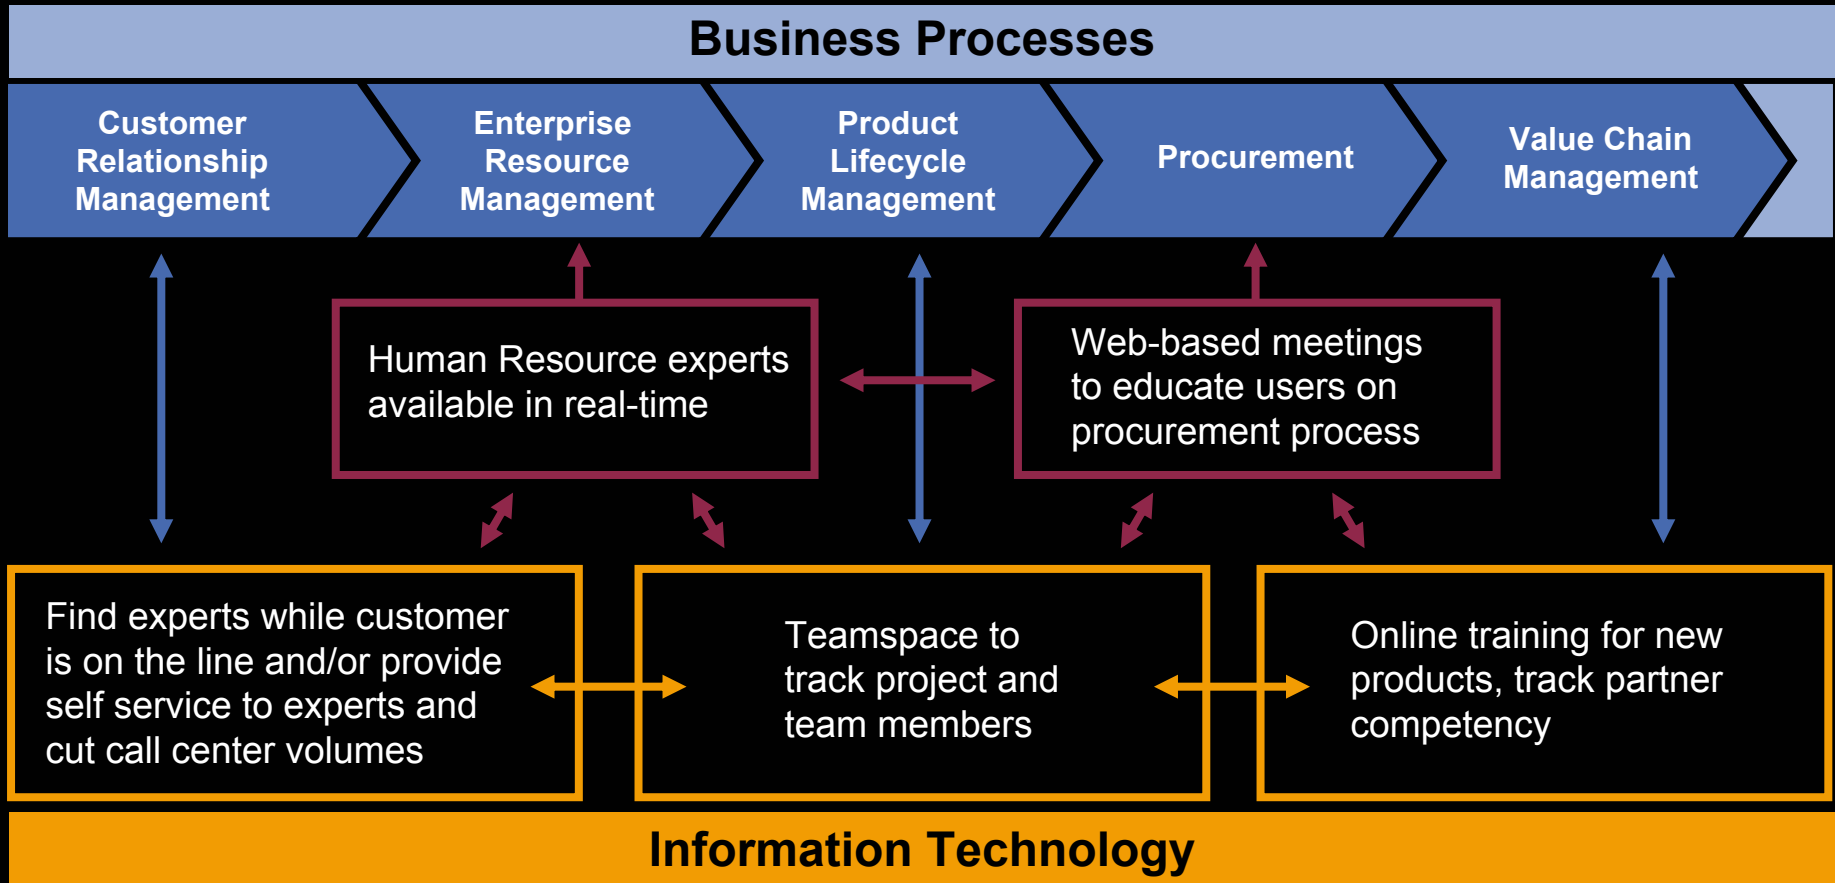 Business Processes
Customer
Relationship
Management
Enterprise
Resource
Management
Product
Lifecycle
Management
Procurement
Value Chain
Management
Human Resource experts
available in real-time
Web-based meetings
to educate users on
procurement process
Find experts while customer
is on the line and/or provide
self service to experts and
cut call center volumes
Teamspace to
track project and
team members
Online training for new
products, track partner
competency
Information Technology